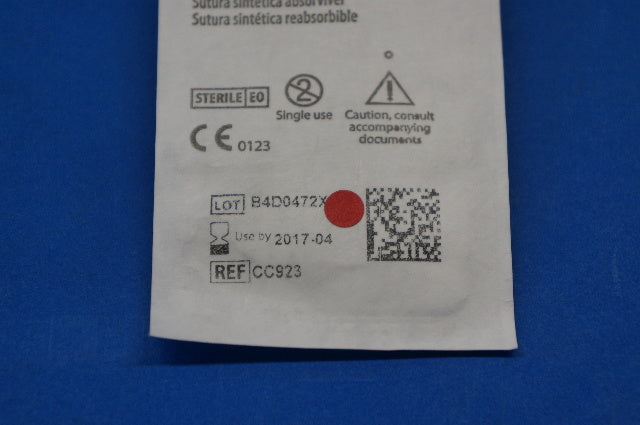 Sutura sintética absorvível
Sutura sintética reabsorbible
STERILE EO
2
Single use
Caution, consult
accompanying
documents
CE 0123
LOT B4D0472X
Use by 2017-04
REF CC923